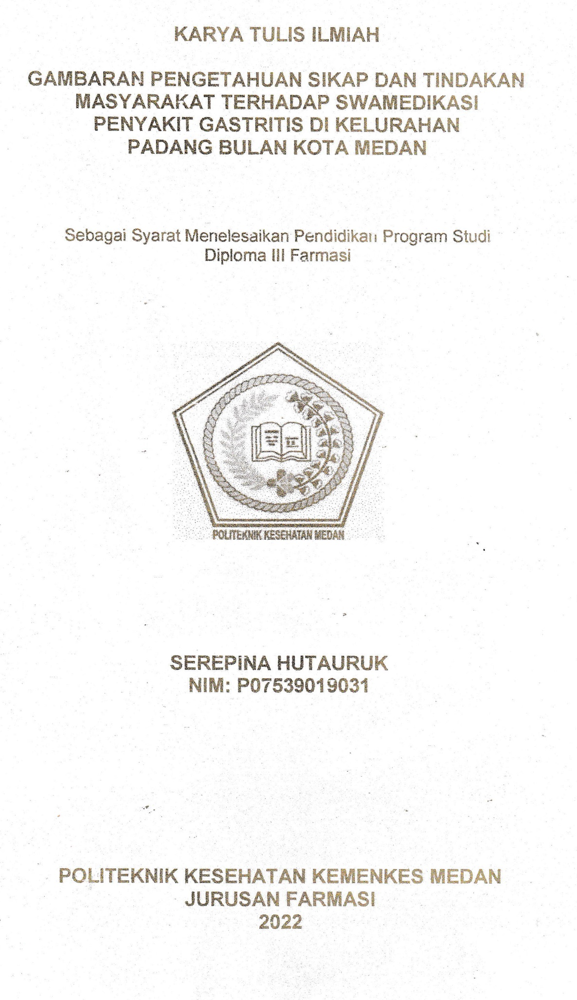 KARYA TULIS ILMIAH
GAMBARAN PENGETAHUAN SIKAP DAN TINDAKAN
MASYARAKAT TERHADAP SWAMEDIKASI
PENYAKIT GASTRITIS DI KELURAHAN
PADANG BULAN KOTA MEDAN
Sebagai Syarat Menelesaikan Pendidikan Program Studi
Diploma III Farmasi
POLITEKNIK KESEHATAN MEDAN
SEREPINA HUTAURUK
NIM: P07539019031
POLITEKNIK KESEHATAN KEMENKES MEDAN
JURUSAN FARMASI
2022